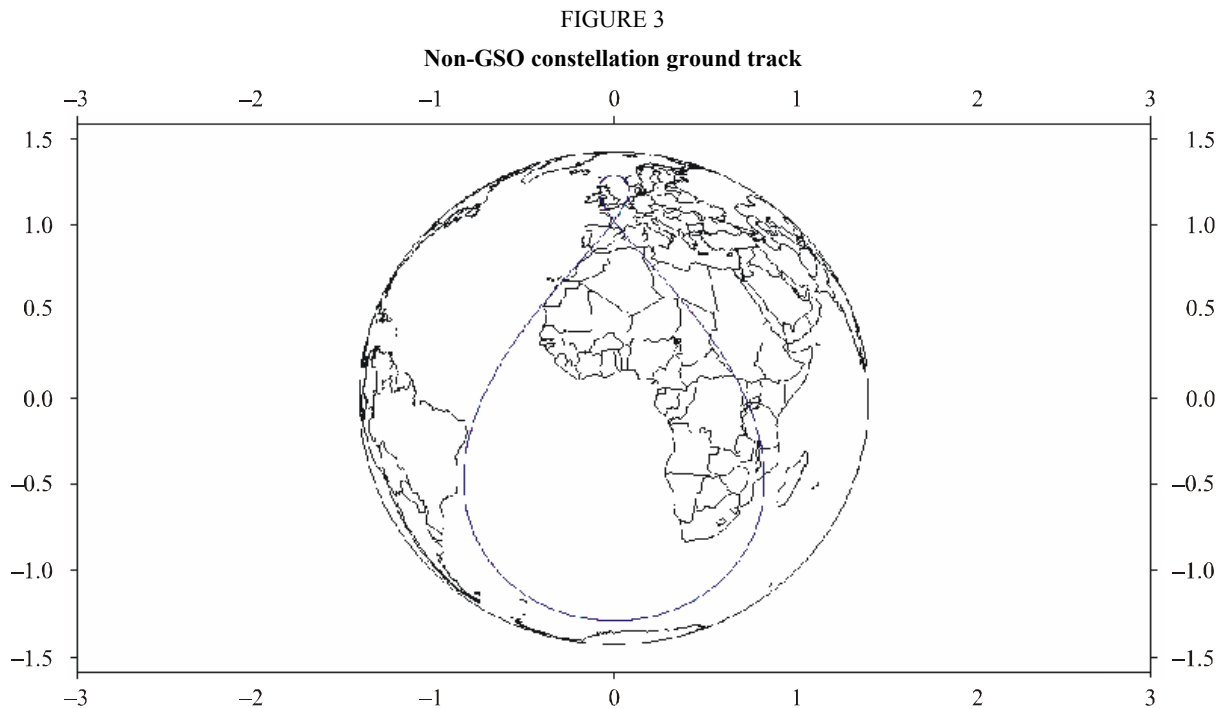 FIGURE 3
Non-GSO constellation ground track
–3 –2 –1 0 1 2 3
1.5 1.5
1.0 1.0
0.5 0.5
0.0 0.0
–0.5 –0.5
–1.0 –1.0
–1.5 –1.5
–3 –2 –1 0 1 2 3